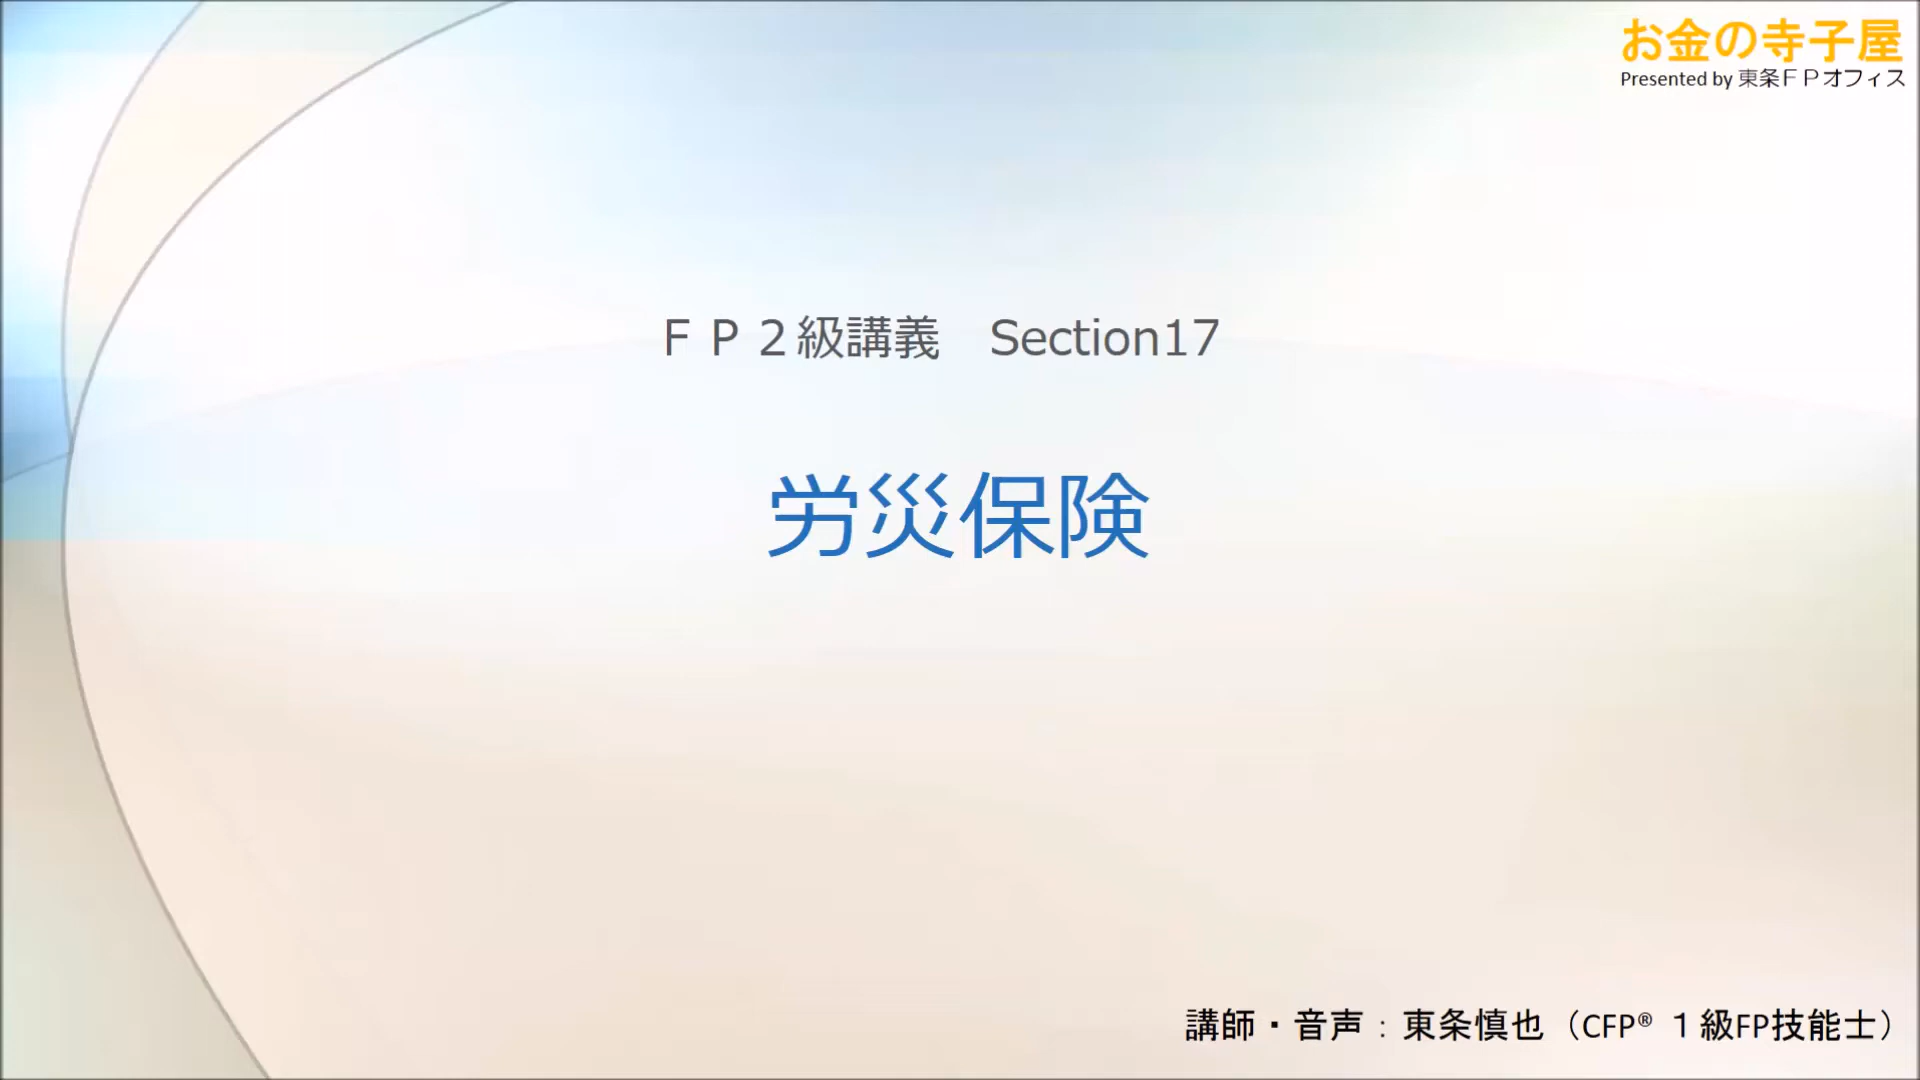 お金の寺子屋
Presented by 東条ＦＰオフィス
ＦＰ２級講義　Section17
労災保険
講師・音声：東条慎也（CFP® １級FP技能士）